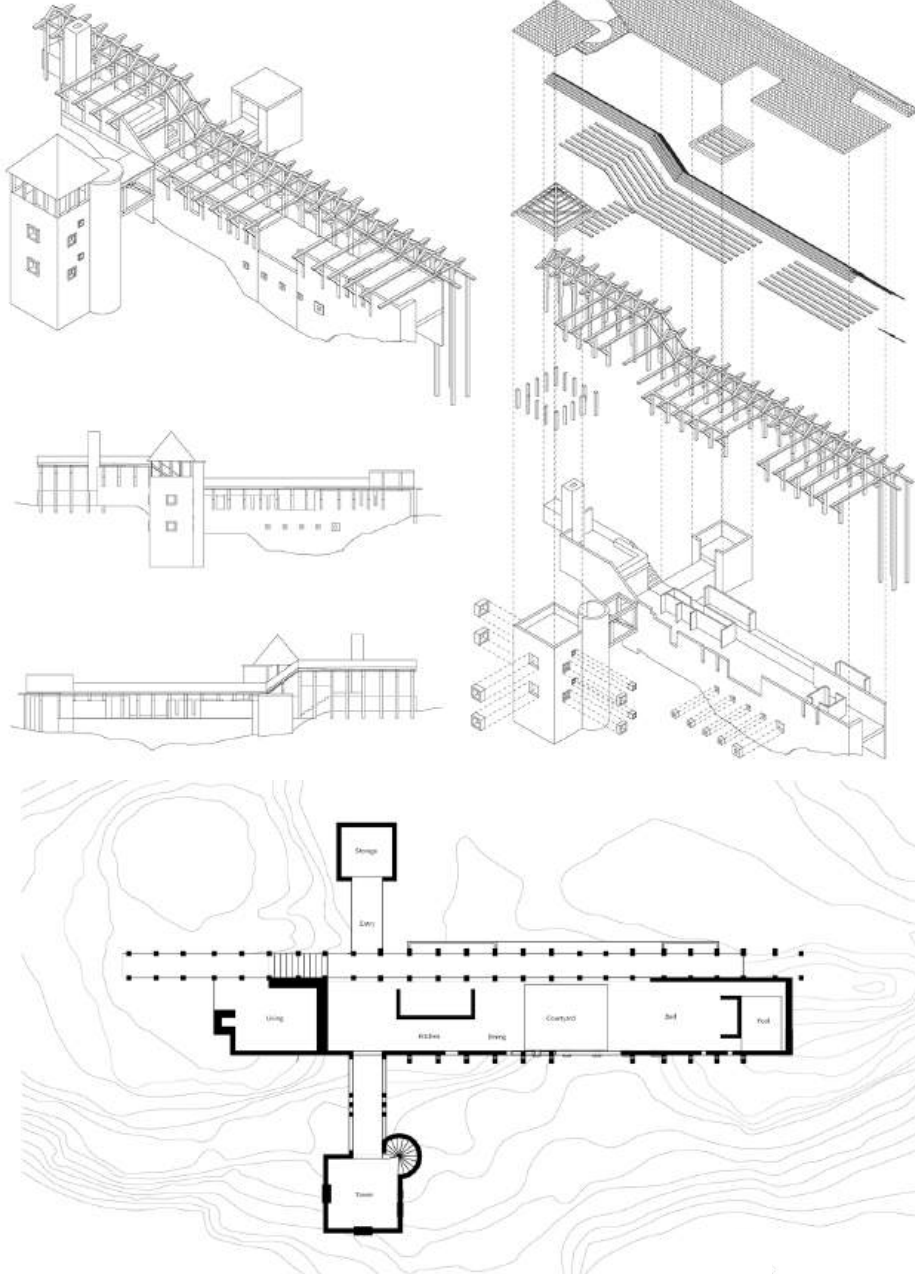 Storage
Entry
Living
Kitchen
Dining
Courtyard
Bed
Pool
Tower